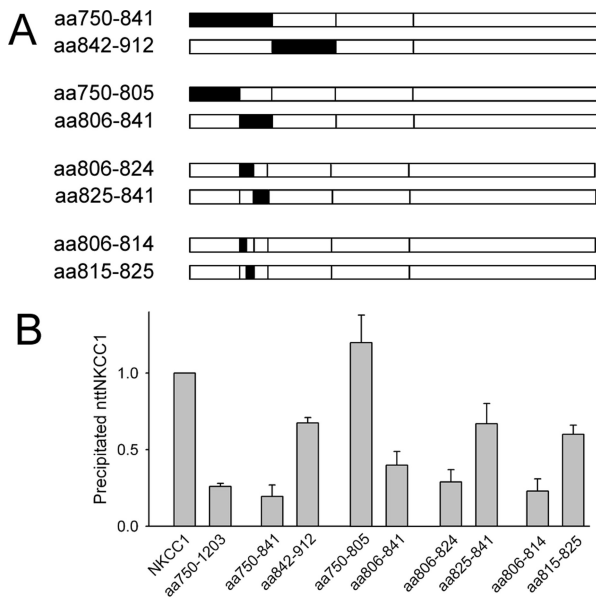 A
aa750-841
aa842-912
aa750-805
aa806-841
aa806-824
aa825-841
aa806-814
aa815-825
B
Precipitated nttNKCC1
1.0
0.5
0.0
NKCC1
aa750-1203
aa750-841
aa842-912
aa750-805
aa806-841
aa806-824
aa825-841
aa806-814
aa815-825